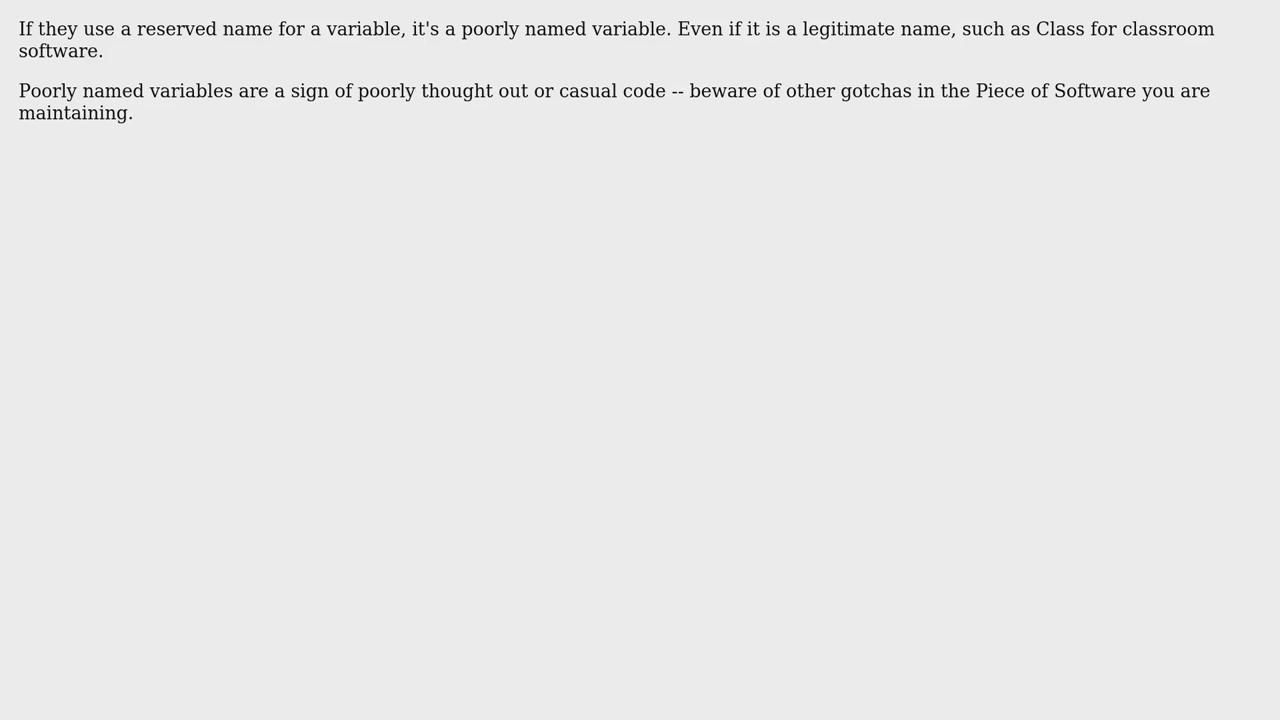 If they use a reserved name for a variable, it's a poorly named variable. Even if it is a legitimate name, such as Class for classroom
software.
Poorly named variables are a sign of poorly thought out or casual code -- beware of other gotchas in the Piece of Software you are
maintaining.